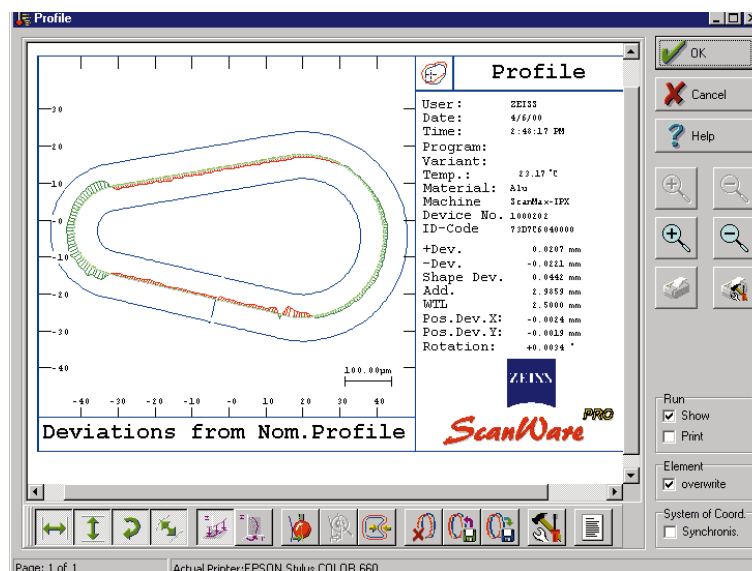 Profile
Profile
User: ZEISS
Date: 4/6/00
Time: 2:48:17 PM
Program:
Variant:
Temp.: 23.17 °C
Material: Alu
Machine ScanMax-IPX
Device No. 1000202
ID-Code 73D7C6040000
+Dev. 0.0207 mm
-Dev. -0.0221 mm
Shape Dev. 0.0442 mm
Add. 2.9859 mm
WTL 2.5000 mm
Pos.Dev.X: -0.0024 mm
Pos.Dev.Y: -0.0019 mm
Rotation: +0.0034 °
ZEISS
ScanWare PRO
30
20
10
-0
-10
-20
-30
-40
-40 -30 -20 -10 -0 10 20 30 40
100.00µm
Deviations from Nom.Profile
OK
Cancel
Help
Run
Show
Print
Element
overwrite
System of Coord.
Synchronis.
Page: 1 of 1
Actual Printer:EPSON Stylus COLOR 660